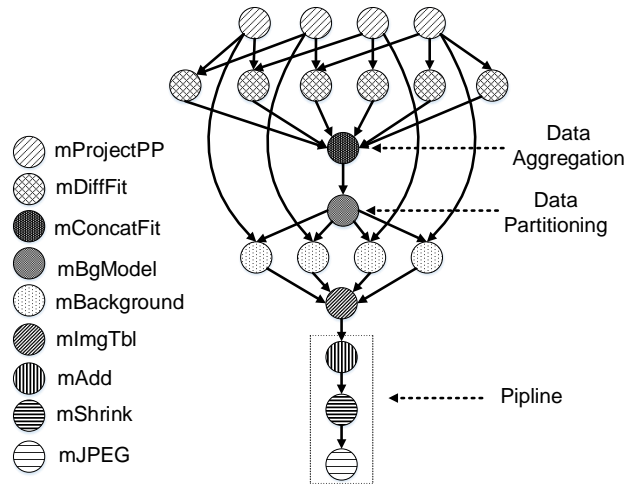 mProjectPP
mDiffFit
mConcatFit
mBgModel
mBackground
mImgTbl
mAdd
mShrink
mJPEG
Data
Aggregation
Data
Partitioning
Pipline